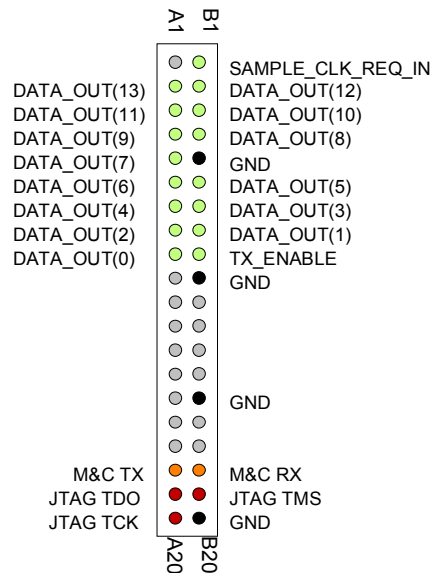 A1 B1
SAMPLE_CLK_REQ_IN
DATA_OUT(13) DATA_OUT(12)
DATA_OUT(11) DATA_OUT(10)
DATA_OUT(9) DATA_OUT(8)
DATA_OUT(7) GND
DATA_OUT(6) DATA_OUT(5)
DATA_OUT(4) DATA_OUT(3)
DATA_OUT(2) DATA_OUT(1)
DATA_OUT(0) TX_ENABLE
GND
GND
M&C TX M&C RX
JTAG TDO JTAG TMS
JTAG TCK GND
A20 B20